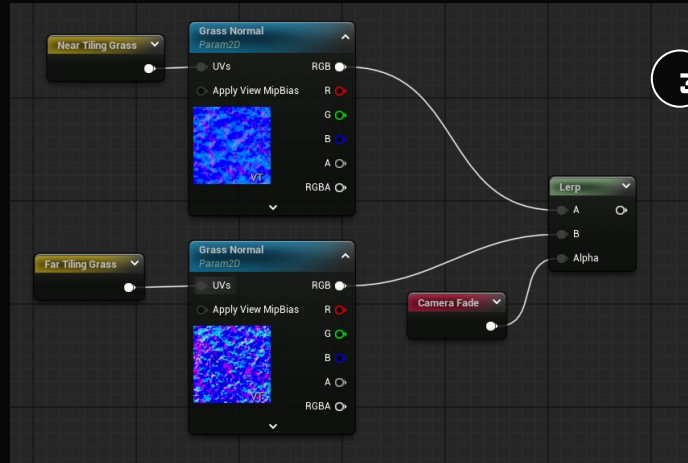 Near Tiling Grass
Grass Normal
Param2D
UVs
RGB
Apply View MipBias
R
G
B
A
RGBA
VT
3
Lerp
A
B
Alpha
Far Tiling Grass
Grass Normal
Param2D
UVs
RGB
Apply View MipBias
R
G
B
A
RGBA
VT
Camera Fade